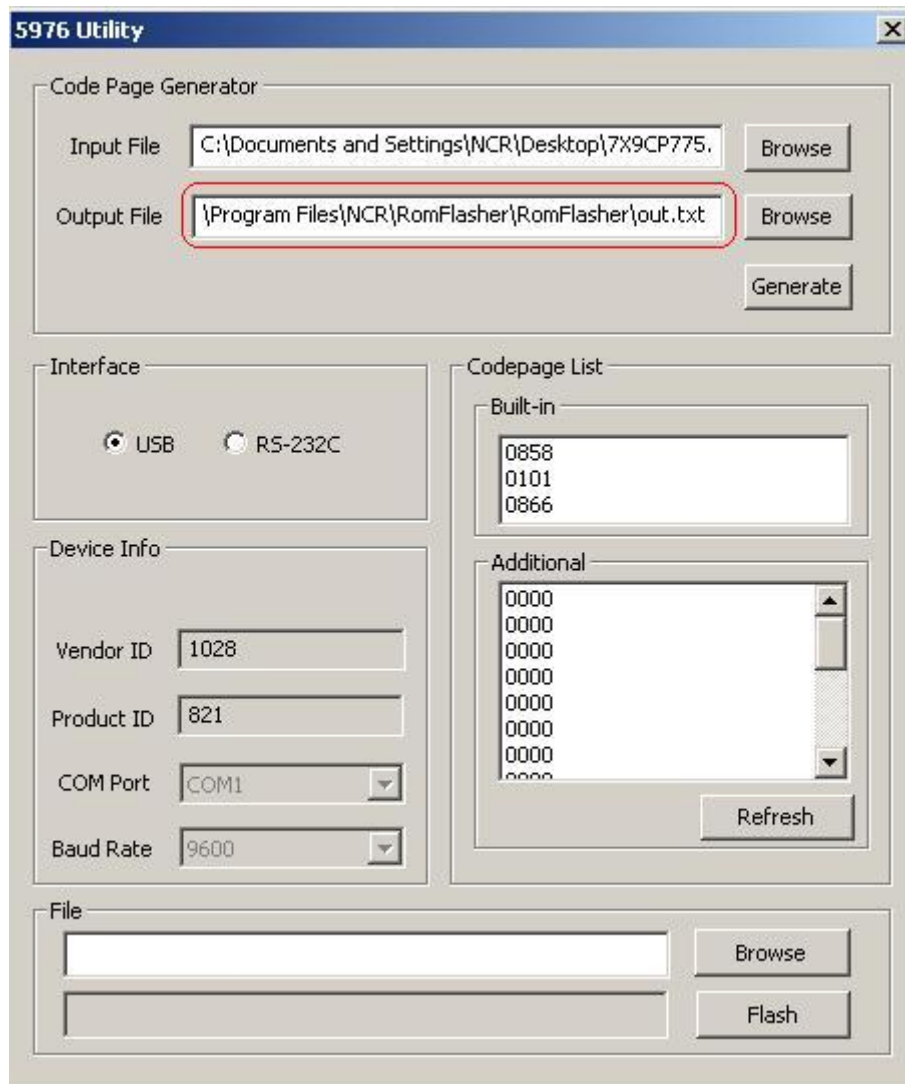 5976 Utility
Code Page Generator
Input File C:\Documents and Settings\NCR\Desktop\7X9CP775. Browse
Output File \Program Files\NCR\RomFlasher\RomFlasher\out.txt Browse
Generate
Interface
USB RS-232C
Device Info
Vendor ID 1028
Product ID 821
COM Port COM1
Baud Rate 9600
Codepage List
Built-in
0858
0101
0866
Additional
0000
0000
0000
0000
0000
0000
0000
0000
Refresh
File
Browse
Flash